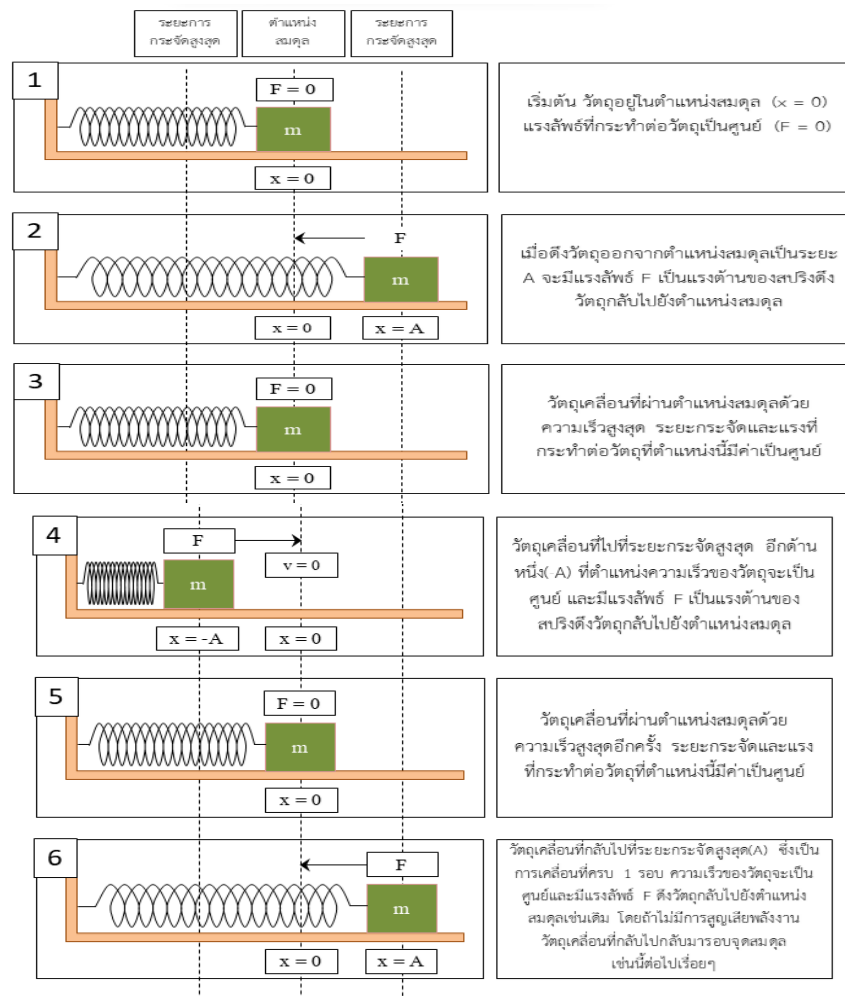 ระยะการ
กระจัดสูงสุด
ตำแหน่ง
สมดุล
ระยะการ
กระจัดสูงสุด
1
F = 0
m
x = 0
เริ่มต้น วัตถุอยู่ในตำแหน่งสมดุล (x = 0)
แรงลัพธ์ที่กระทำต่อวัตถุเป็นศูนย์ (F = 0)
2
F
m
x = 0
x = A
เมื่อดึงวัตถุออกจากตำแหน่งสมดุลเป็นระยะ
A จะมีแรงลัพธ์ F เป็นแรงต้านของสปริงดึง
วัตถุกลับไปยังตำแหน่งสมดุล
3
F = 0
m
x = 0
วัตถุเคลื่อนที่ผ่านตำแหน่งสมดุลด้วย
ความเร็วสูงสุด ระยะกระจัดและแรงที่
กระทำต่อวัตถุที่ตำแหน่งนี้มีค่าเป็นศูนย์
4
F
v = 0
m
x = -A
x = 0
วัตถุเคลื่อนที่ไปที่ระยะกระจัดสูงสุด อีกด้าน
หนึ่ง( A) ที่ตำแหน่งความเร็วของวัตถุจะเป็น
ศูนย์ และมีแรงลัพธ์ F เป็นแรงต้านของ
สปริงดึงวัตถุกลับไปยังตำแหน่งสมดุล
5
F = 0
m
x = 0
วัตถุเคลื่อนที่ผ่านตำแหน่งสมดุลด้วย
ความเร็วสูงสุดอีกครั้ง ระยะกระจัดและแรง
ที่กระทำต่อวัตถุที่ตำแหน่งนี้มีค่าเป็นศูนย์
6
F
m
x = 0
x = A
วัตถุเคลื่อนที่กลับไปที่ระยะกระจัดสูงสุด(A) ซึ่งเป็น
การเคลื่อนที่ครบ 1 รอบ ความเร็วของวัตถุจะเป็น
ศูนย์และมีแรงลัพธ์ F ดึงวัตถุกลับไปยังตำแหน่ง
สมดุลเช่นเดิม โดยถ้าไม่มีการสูญเสียพลังงาน
วัตถุเคลื่อนที่กลับไปกลับมารอบจุดสมดุล
เช่นนี้ต่อไปเรื่อยๆ